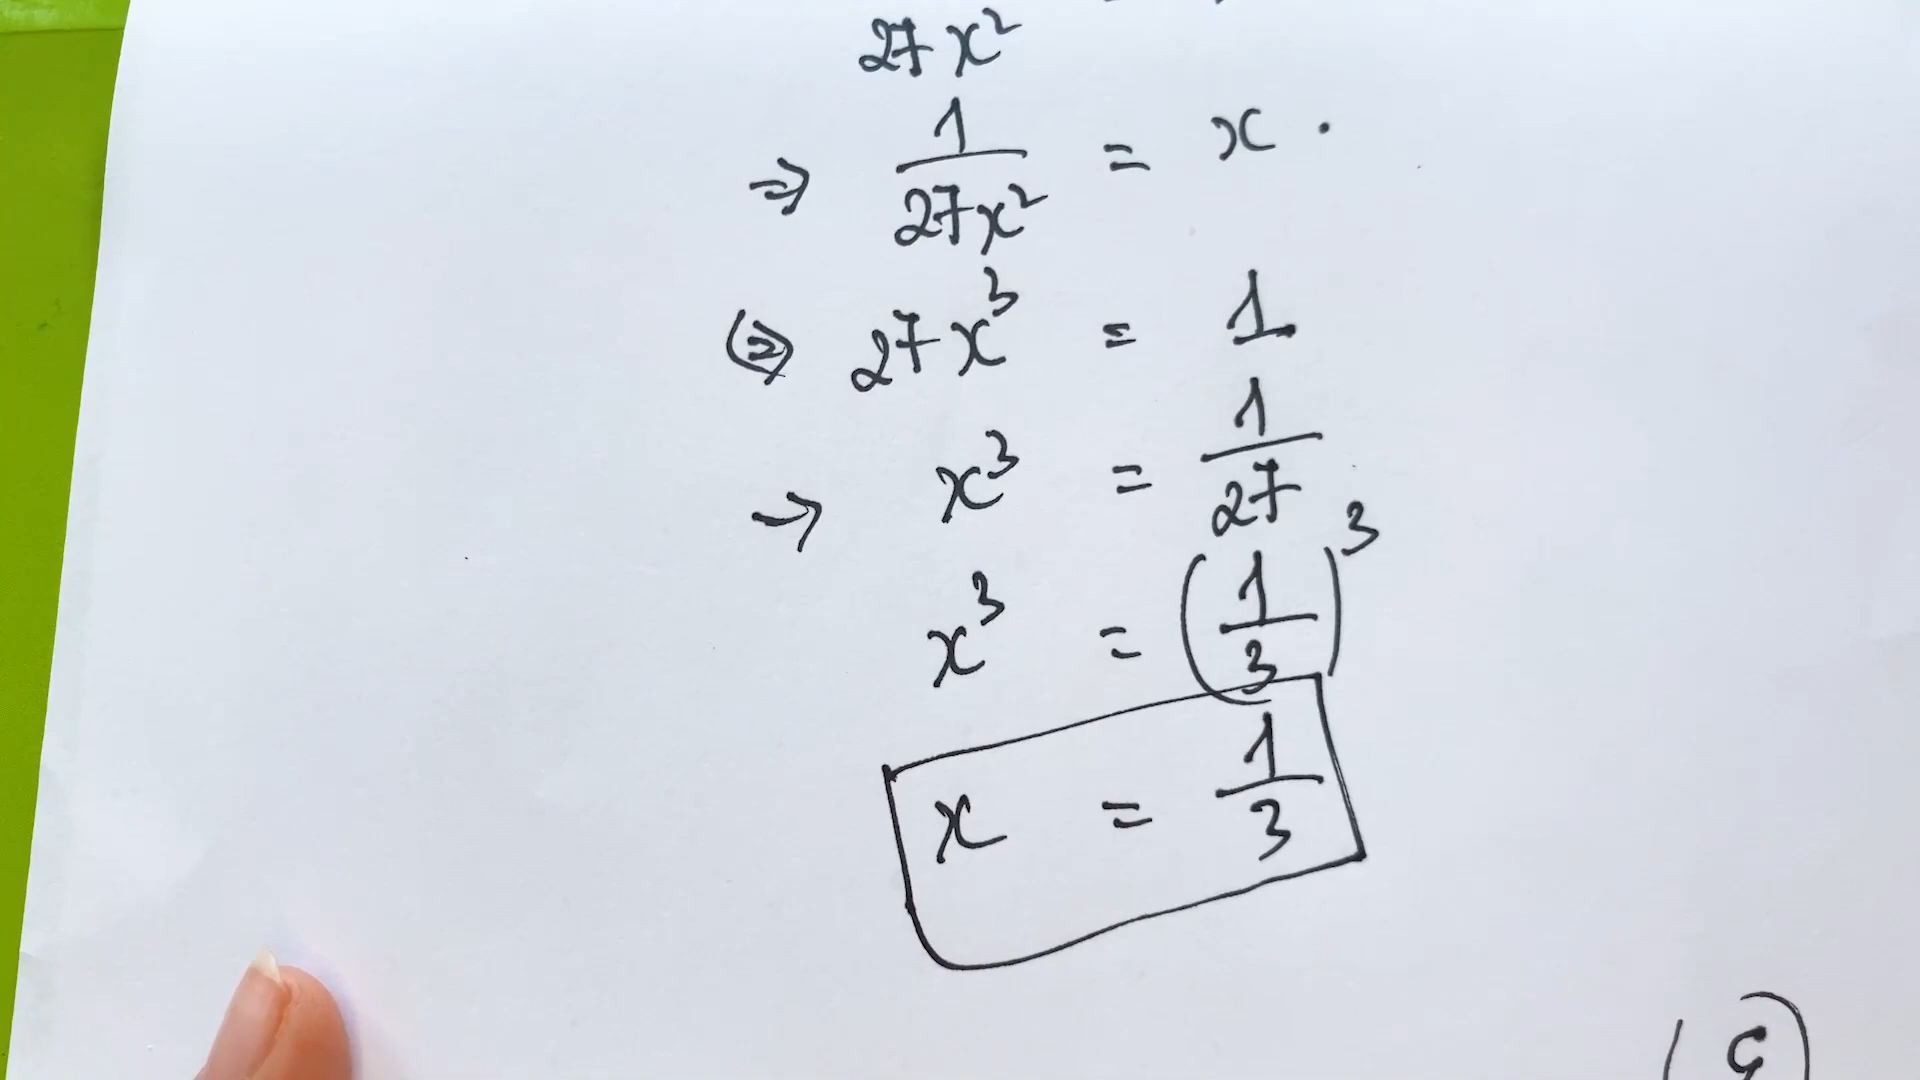 27x²
⇒ 1/27x² = x .
(⇒) 27x³ = 1
→ x³ = 1/27
x³ = (1/3)³
x = 1/3